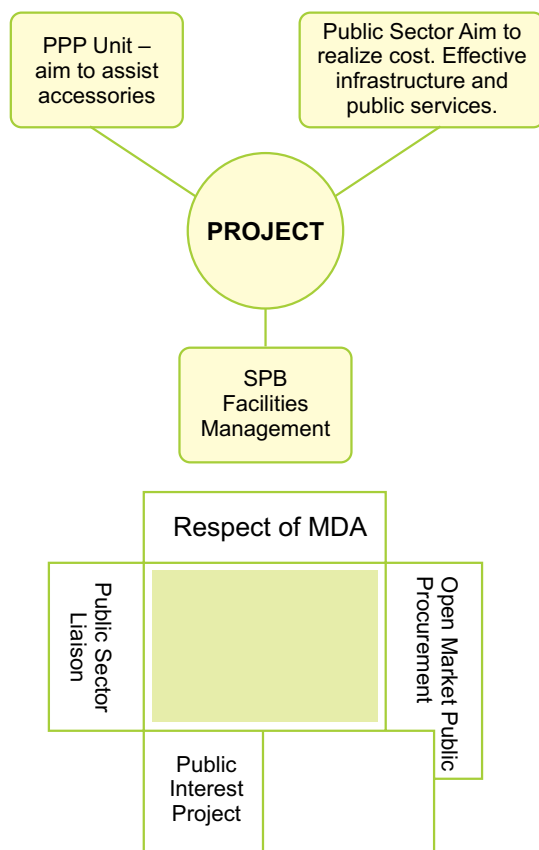 PPP Unit –
aim to assist
accessories
Public Sector Aim to
realize cost. Effective
infrastructure and
public services.
PROJECT
SPB
Facilities
Management
Respect of MDA
Public Sector
Liaison
Open Market Public
Procurement
Public
Interest
Project